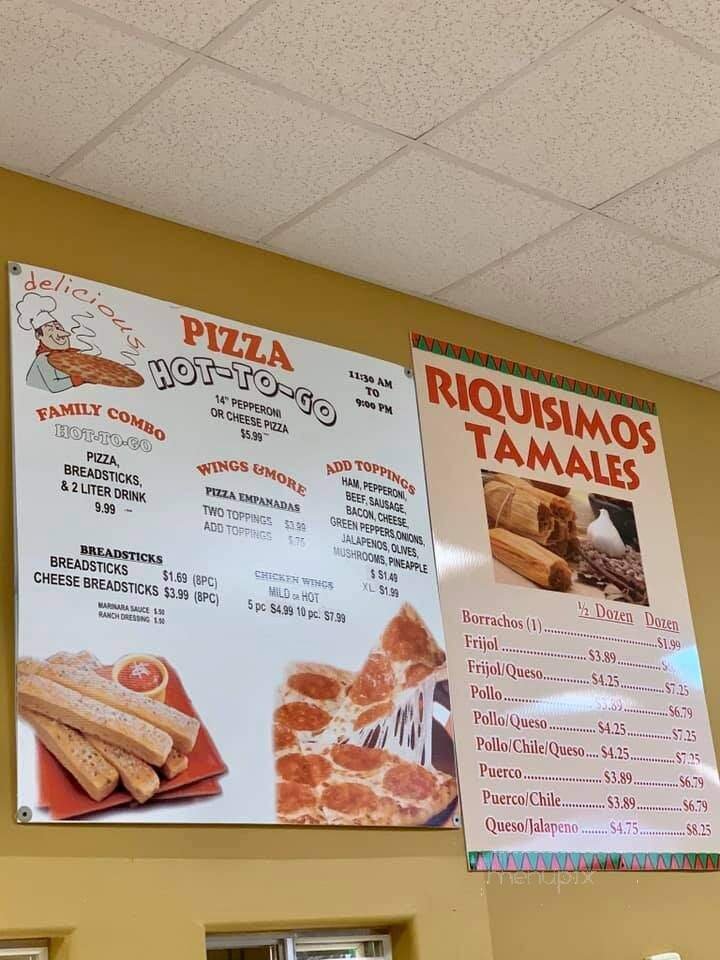 delicious
PIZZA
HOT-TO-GO
11:30 AM
TO
9:00 PM
14" PEPPERONI
OR CHEESE PIZZA
$5.99
FAMILY COMBO
HOT-TO-GO
PIZZA,
BREADSTICKS,
& 2 LITER DRINK
9.99
WINGS &MORE
PIZZA EMPANADAS
TWO TOPPINGS $3.99
ADD TOPPINGS $.75
ADD TOPPINGS
HAM, PEPPERONI,
BEEF, SAUSAGE,
BACON, CHEESE,
GREEN PEPPERS,ONIONS,
JALAPENOS, OLIVES,
MUSHROOMS, PINEAPPLE
$ $1.49
XL $1.99
BREADSTICKS
BREADSTICKS $1.69 (8PC)
CHEESE BREADSTICKS $3.99 (8PC)
MARINARA SAUCE $.50
RANCH DRESSING $.50
CHICKEN WINGS
MILD OR HOT
5 pc $4.99 10 pc. $7.99
RIQUISIMOS
TAMALES
½ Dozen Dozen
Borrachos (1) $1.99
Frijol $3.89
Frijol/Queso $4.25 $7.25
Pollo $3.89 $6.79
Pollo/Queso $4.25 $7.25
Pollo/Chile/Queso $4.25 $7.25
Puerco $3.89 $6.79
Puerco/Chile $3.89 $6.79
Queso/Jalapeno $4.75 $8.25
menupix